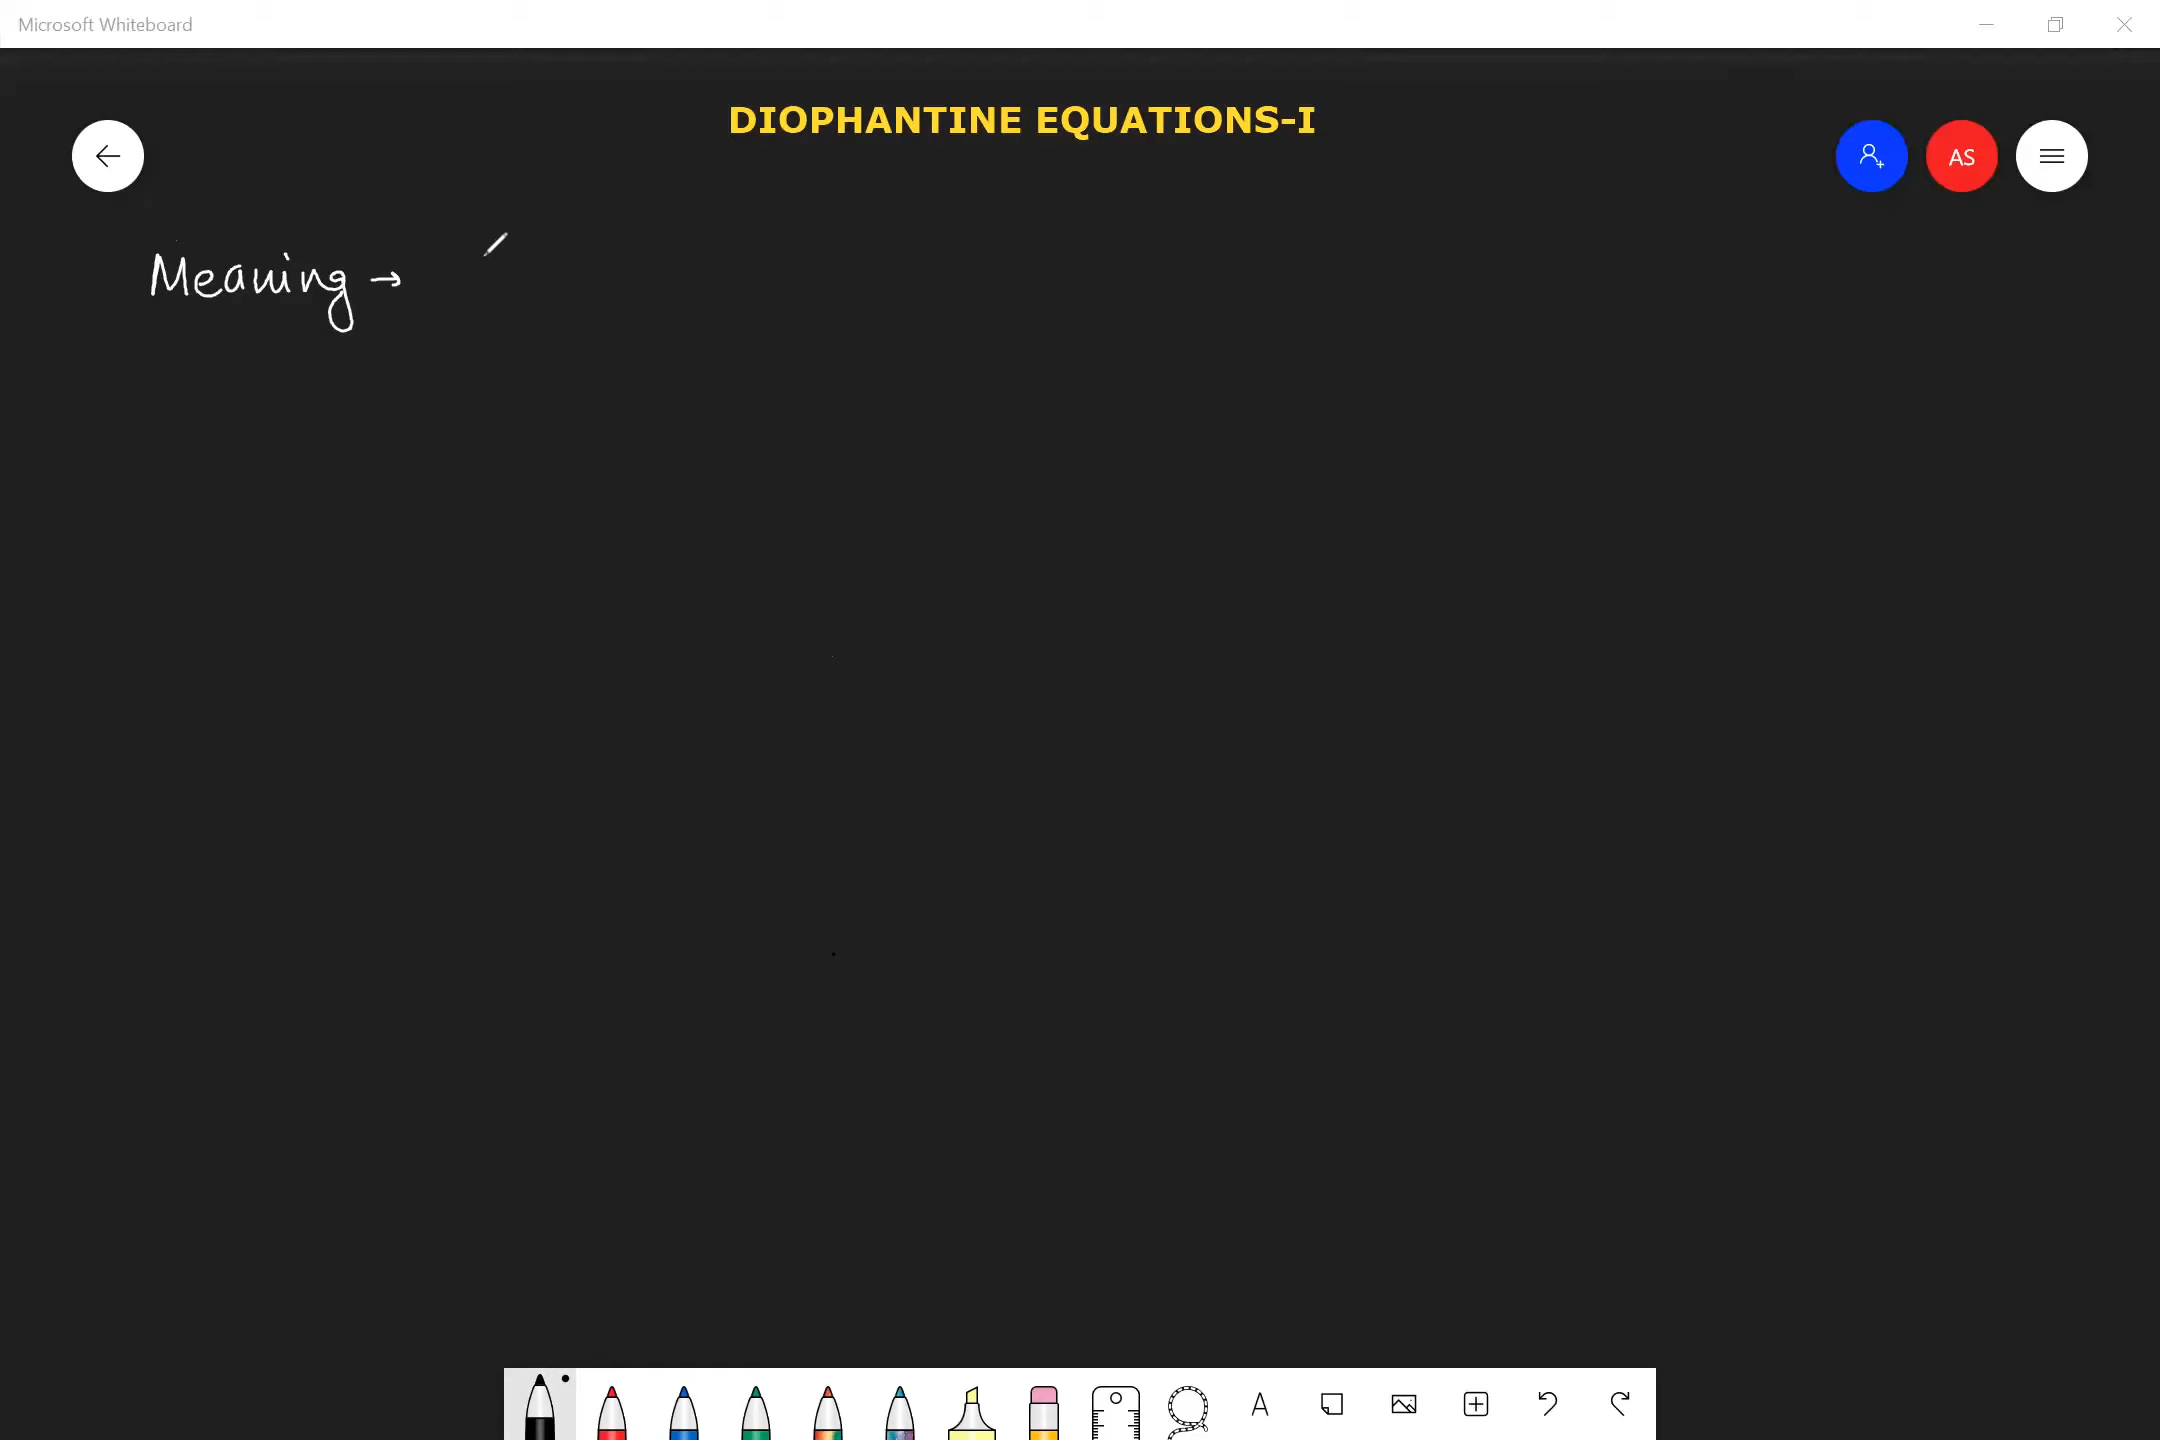 Microsoft Whiteboard
DIOPHANTINE EQUATIONS-I
AS
Meaning →
A